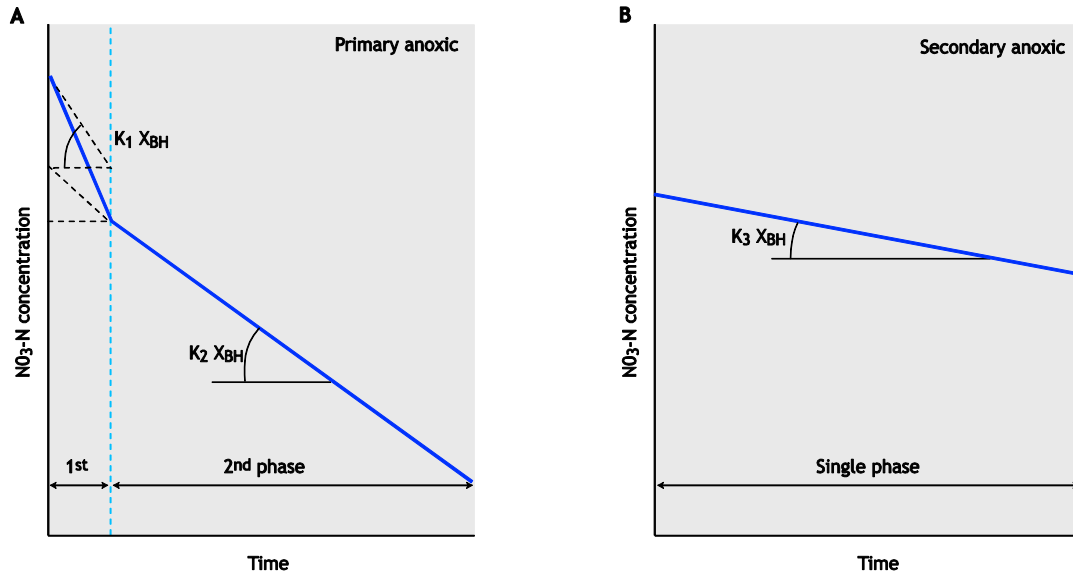 A
Primary anoxic
K1 XBH
K2 XBH
NO3-N concentration
1st
2nd phase
Time
B
Secondary anoxic
K3 XBH
NO3-N concentration
Single phase
Time